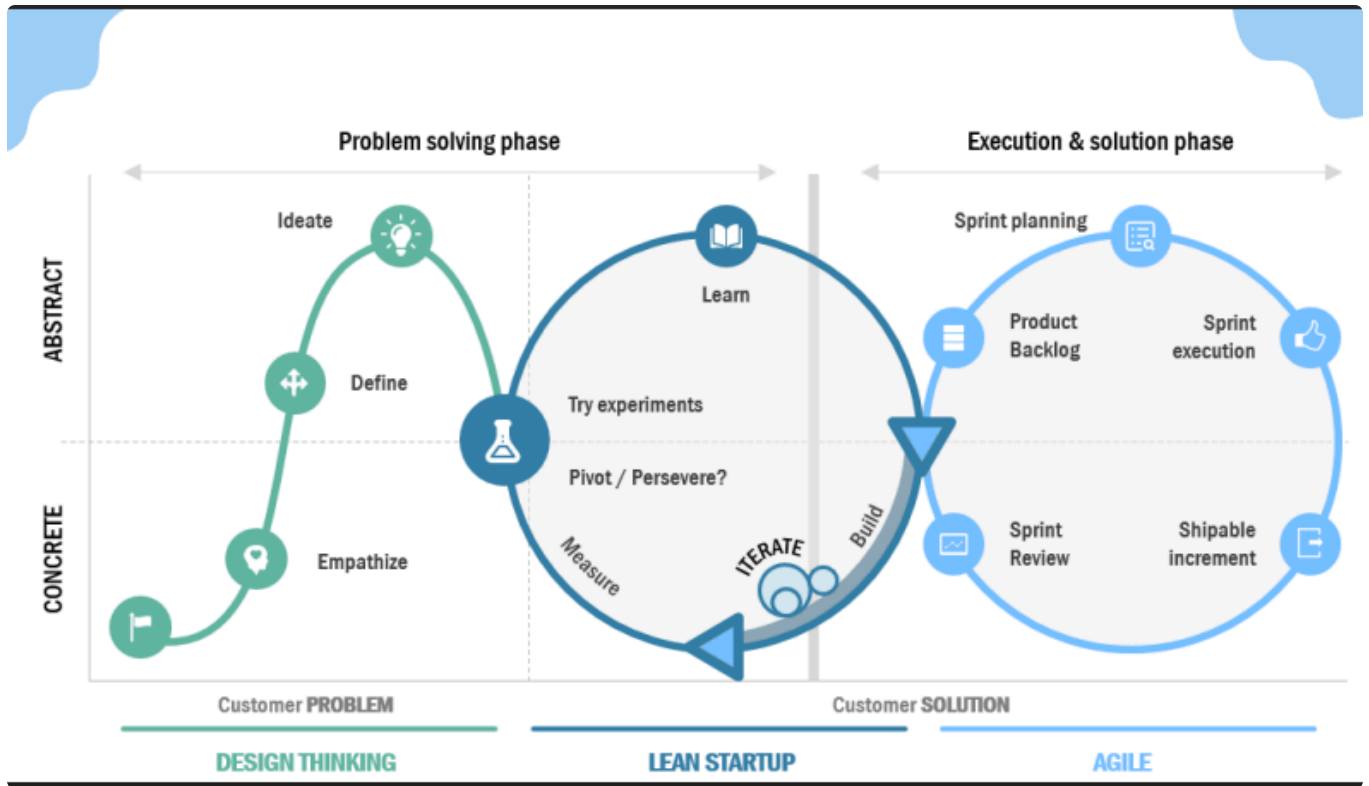 Problem solving phase
Execution & solution phase
Ideate
Sprint planning
Learn
Product
Backlog
Sprint
execution
ABSTRACT
Define
Try experiments
Pivot / Persevere?
Measure
ITERATE
Build
CONCRETE
Empathize
Sprint
Review
Shipable
increment
Customer PROBLEM
Customer SOLUTION
DESIGN THINKING
LEAN STARTUP
AGILE